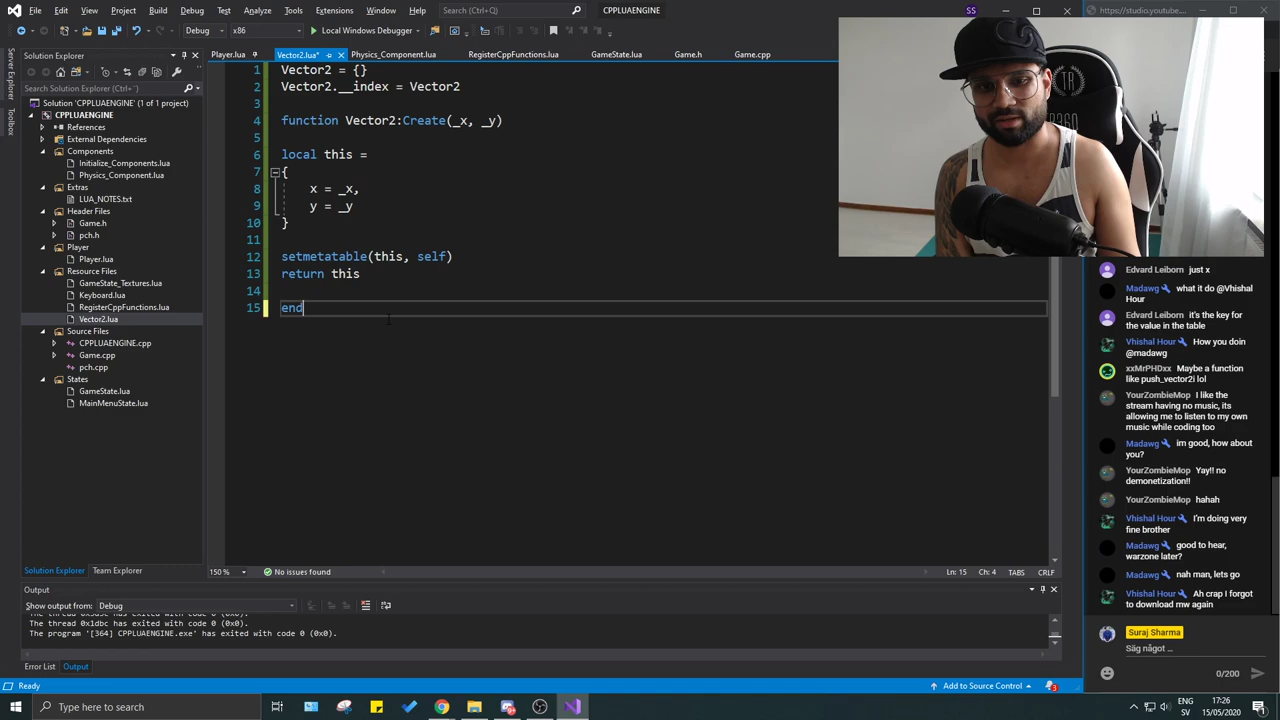 File Edit View Git Project Build Debug Test Analyze Tools Extensions Window Help Search (Ctrl+Q) CPPLUAENGINE SS https://studio.youtube.
Debug x86 Local Windows Debugger
Server Explorer
Toolbox
Solution Explorer
Search Solution Explorer (Ctrl+¨)
Solution 'CPPLUAENGINE' (1 of 1 project)
CPPLUAENGINE
References
External Dependencies
Components
Initialize_Components.lua
Physics_Component.lua
Extras
LUA_NOTES.txt
Header Files
Game.h
pch.h
Player
Player.lua
Resource Files
GameState_Textures.lua
Keyboard.lua
RegisterCppFunctions.lua
Vector2.lua
Source Files
CPPLUAENGINE.cpp
Game.cpp
pch.cpp
States
GameState.lua
MainMenuState.lua
Solution Explorer Team Explorer
Player.lua Vector2.lua* Physics_Component.lua RegisterCppFunctions.lua GameState.lua Game.h Game.cpp
1 Vector2 = {}
2 Vector2.__index = Vector2
3
4 function Vector2:Create(_x, _y)
5
6 local this =
7 {
8 x = _x,
9 y = _y
10 }
11
12 setmetatable(this, self)
13 return this
14
15 end
150 % No issues found Ln: 15 Ch: 4 TABS CRLF
Output
Show output from: Debug
The thread 0x1dbc has exited with code 0 (0x0).
The program '[364] CPPLUAENGINE.exe' has exited with code 0 (0x0).
Error List Output
Ready Add to Source Control 3
TR
360
Edvard Leiborn just x
Madawg what it do @Vhishal
Hour
Edvard Leiborn it's the key for
the value in the table
Vhishal Hour How you doin
@madawg
xxMrPHDxx Maybe a function
like push_vector2i lol
YourZombieMop I like the
stream having no music, its
allowing me to listen to my own
music while coding too
Madawg im good, how about
you?
YourZombieMop Yay!! no
demonetization!!
YourZombieMop hahah
Vhishal Hour I'm doing very
fine brother
Madawg good to hear,
warzone later?
Madawg nah man, lets go
Vhishal Hour Ah crap I forgot
to download mw again
Suraj Sharma
Säg något ...
0/200
Type here to search
ENG
SV
17:26
15/05/2020
1